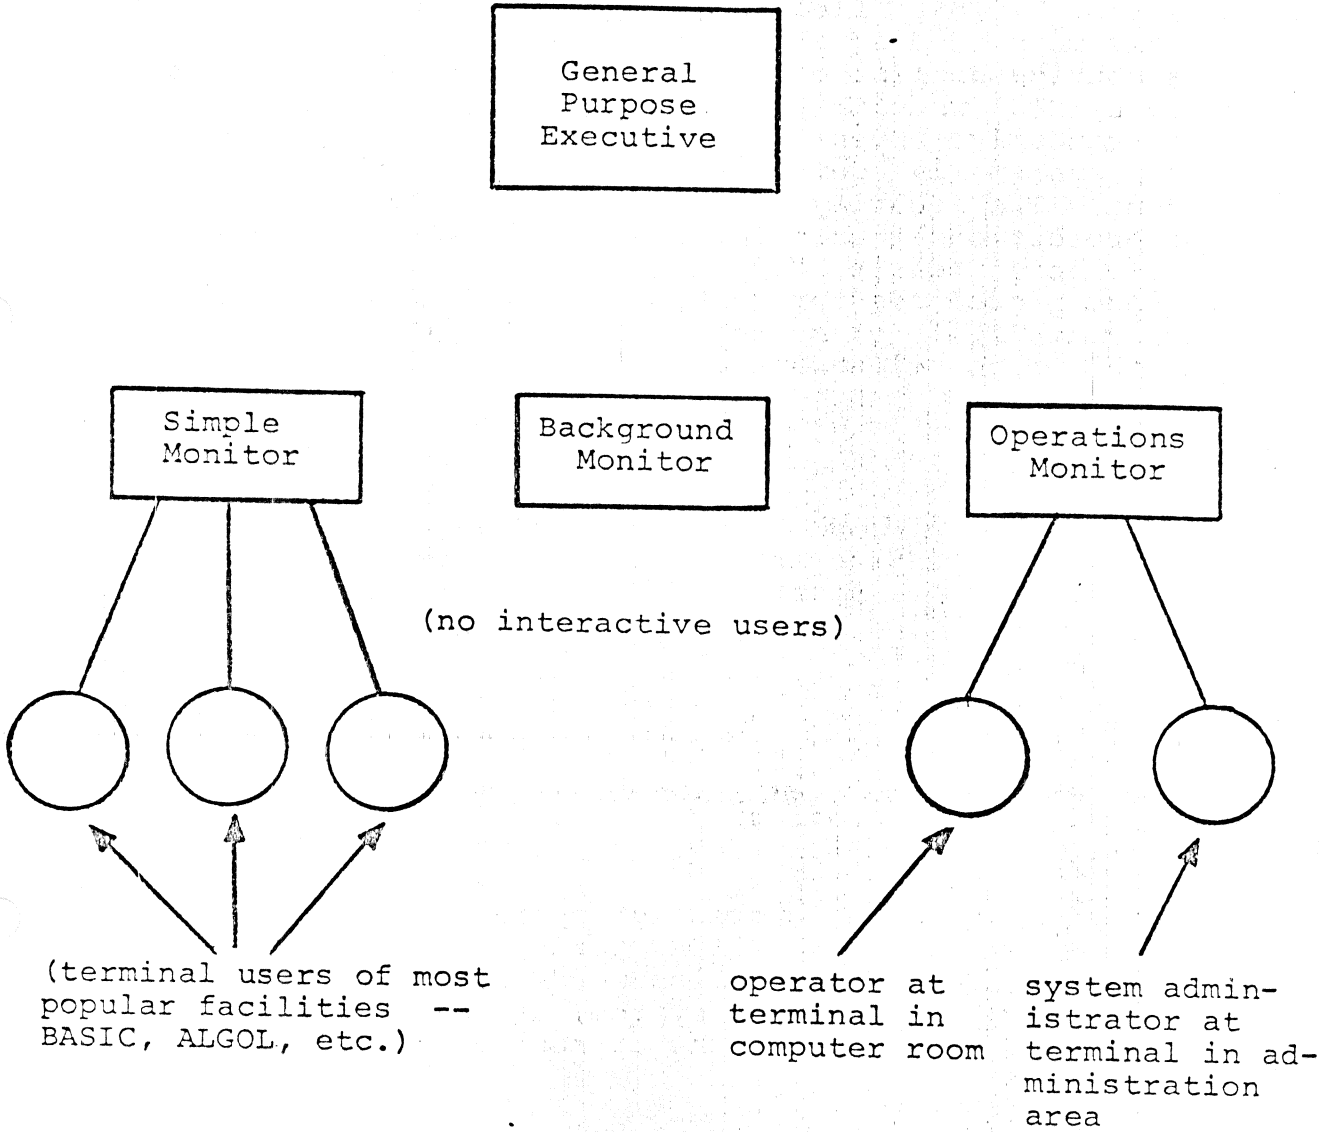 General
Purpose
Executive
Simple
Monitor
Background
Monitor
Operations
Monitor
(no interactive users)
(terminal users of most
popular facilities --
BASIC, ALGOL, etc.)
operator at
terminal in
computer room
system admin-
istrator at
terminal in ad-
ministration
area